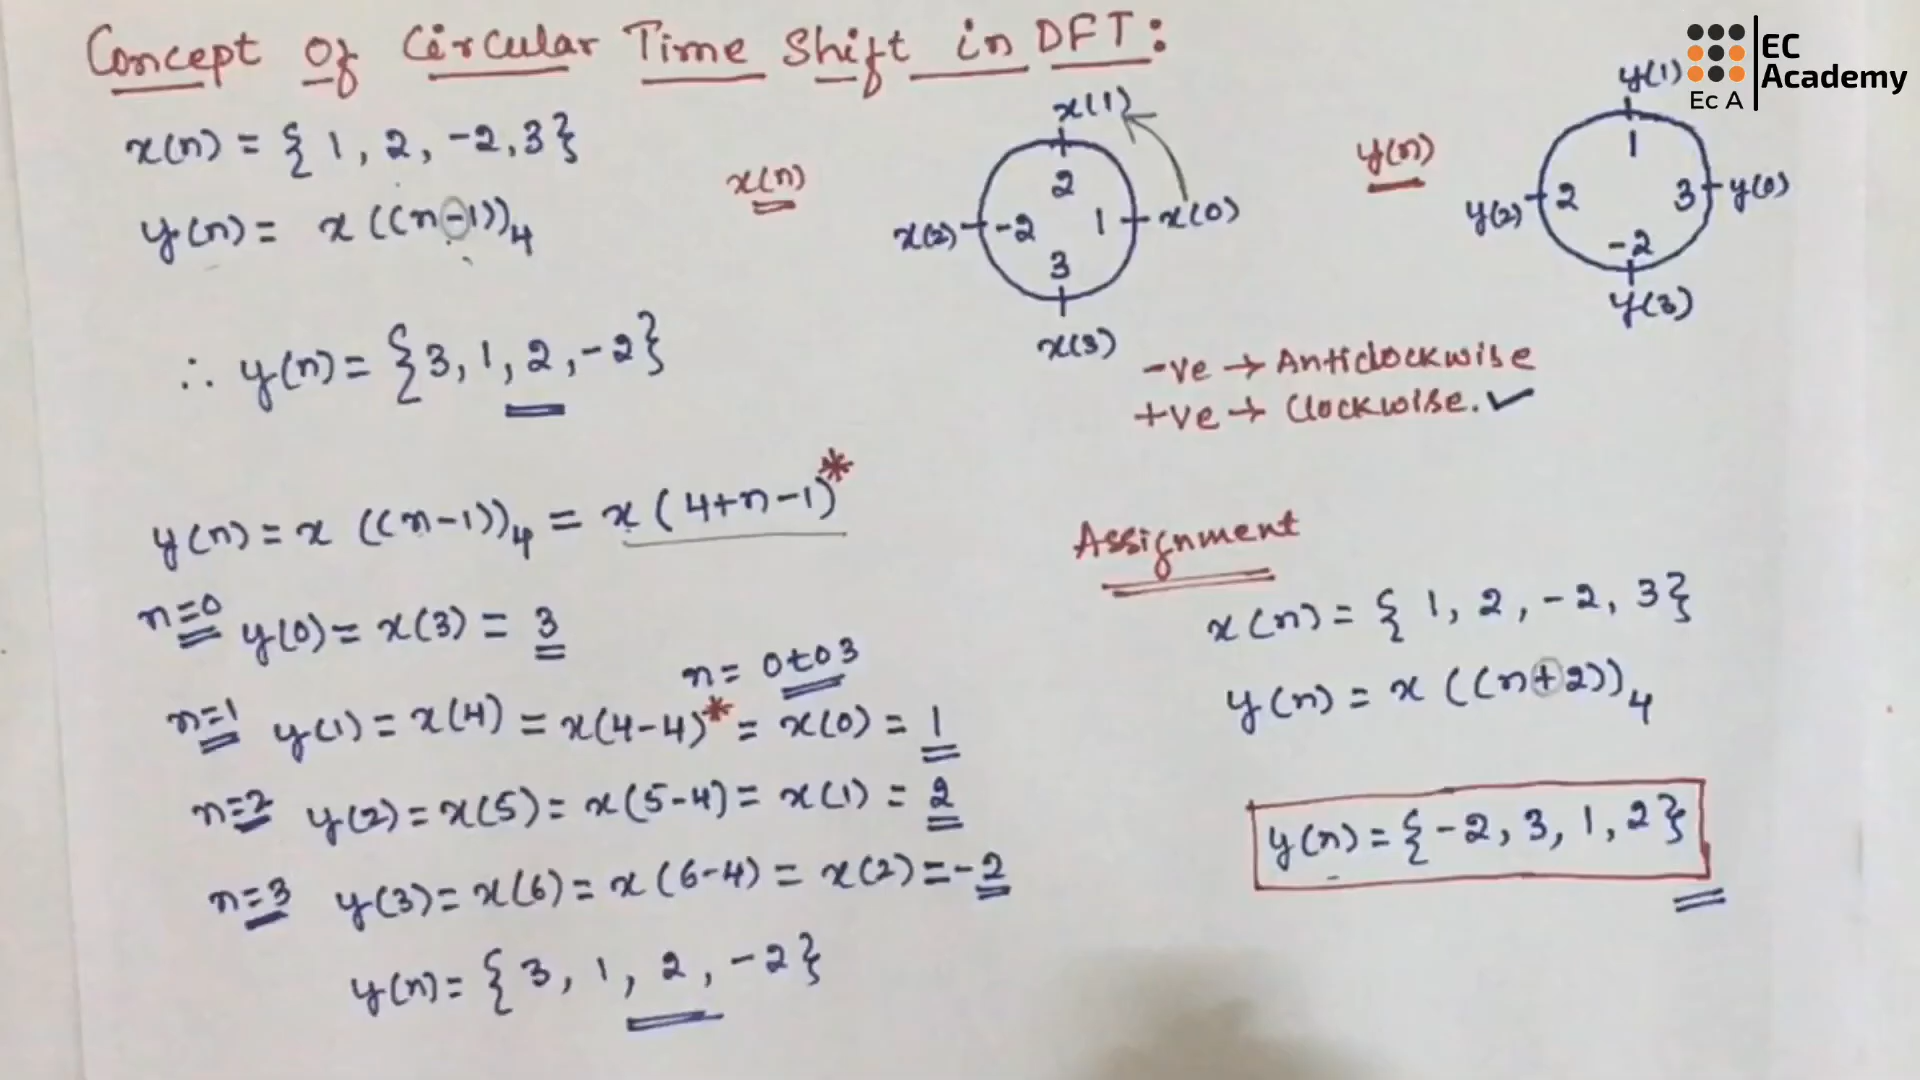 Concept Of Circular Time Shift in DFT:
EC Academy
Ec A
x(n) = { 1, 2, -2, 3 }
y(n) = x((n-1))4
∴ y(n) = { 3, 1, 2, -2 }
x(n)
x(1)
2
x(2) -2
1 x(0)
3
x(3)
y(n)
y(1)
1
y(2) 2
3 y(0)
-2
y(3)
-ve → Anticlockwise
+ve → Clockwise. ✓
y(n) = x((n-1))4 = x(4+n-1)*
n=0 y(0) = x(3) = 3
n = 0 to 3
n=1 y(1) = x(4) = x(4-4)* = x(0) = 1
n=2 y(2) = x(5) = x(5-4) = x(1) = 2
n=3 y(3) = x(6) = x(6-4) = x(2) = -2
y(n) = { 3, 1, 2, -2 }
Assignment
x(n) = { 1, 2, -2, 3 }
y(n) = x((n+2))4
y(n) = { -2, 3, 1, 2 }